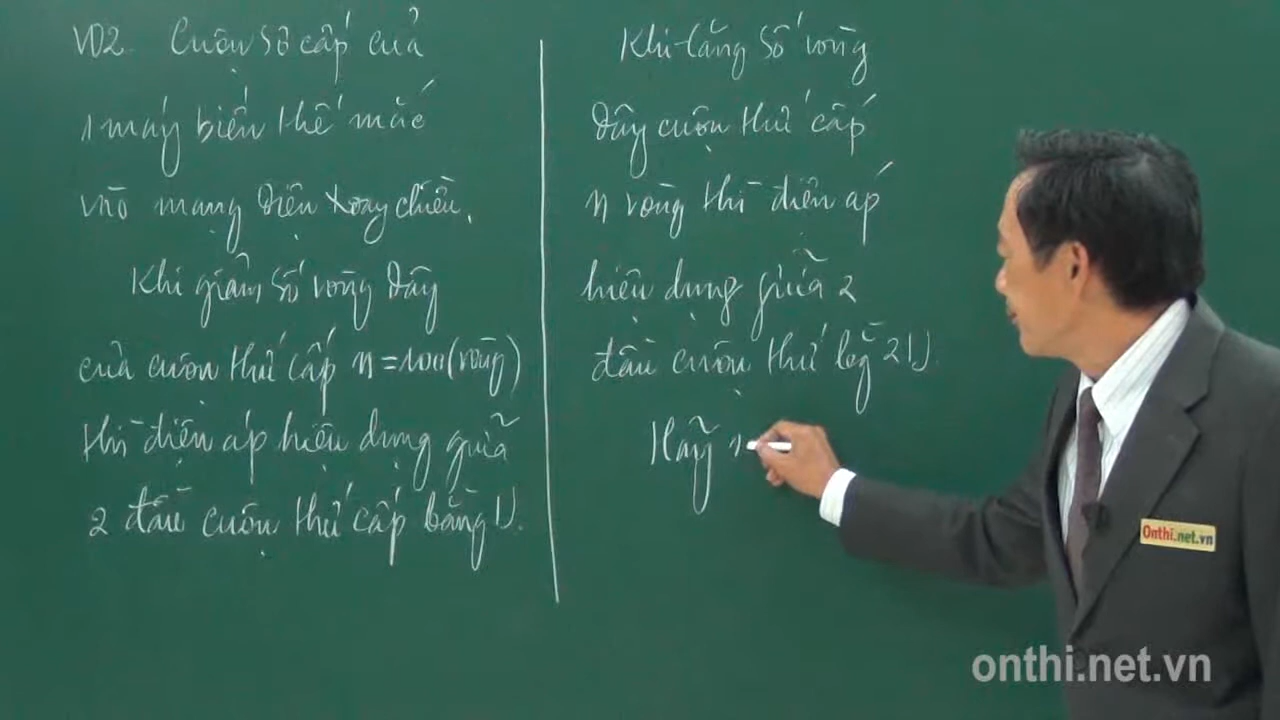 VD2 Cuộn sơ cấp của
1 máy biến thế mắc
vào mạng điện xoay chiều.
Khi giảm số vòng dây
của cuộn thứ cấp n = 100 (vòng)
thì điện áp hiệu dụng giữa
2 đầu cuộn thứ cấp bằng U.
Khi tăng số vòng
dây cuộn thứ cấp
n vòng thì điện áp
hiệu dụng giữa 2
đầu cuộn thứ bằng 2U.
Hãy
Onthi.net.vn
onthi.net.vn